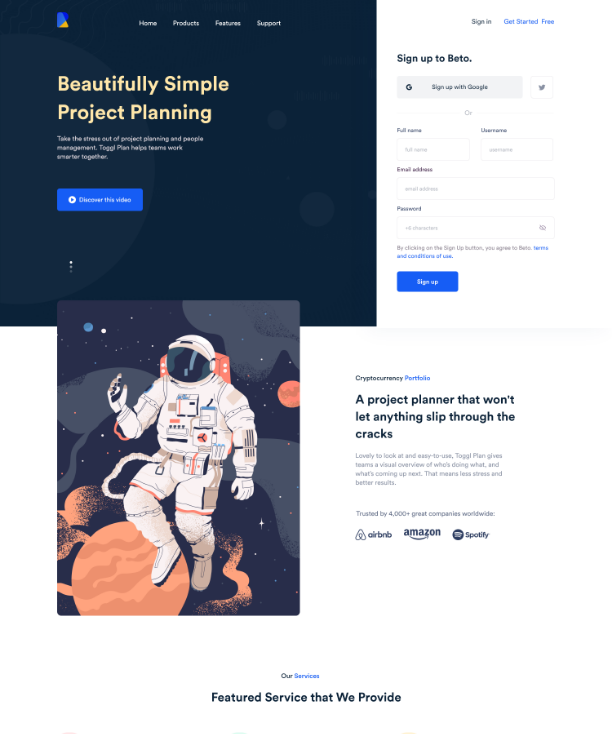 Home Products Features Support
Sign in Get Started Free
Beautifully Simple
Project Planning
Take the stress out of project planning and people
management. Toggl Plan helps teams work
smarter together.
Discover this video
Sign up to Beto.
Sign up with Google
Or
Full name Username
full name username
Email address
email address
Password
+8 characters
By clicking on the Sign Up button, you agree to Beto. terms
and conditions of use.
Sign up
Cryptocurrency Portfolio
A project planner that won't
let anything slip through the
cracks
Lovely to look at and easy-to-use, Toggl Plan gives
teams a visual overview of who's doing what, and
what's coming up next. That means less stress and
better results.
Trusted by 4,000+ great companies worldwide:
airbnb amazon Spotify
Our Services
Featured Service that We Provide